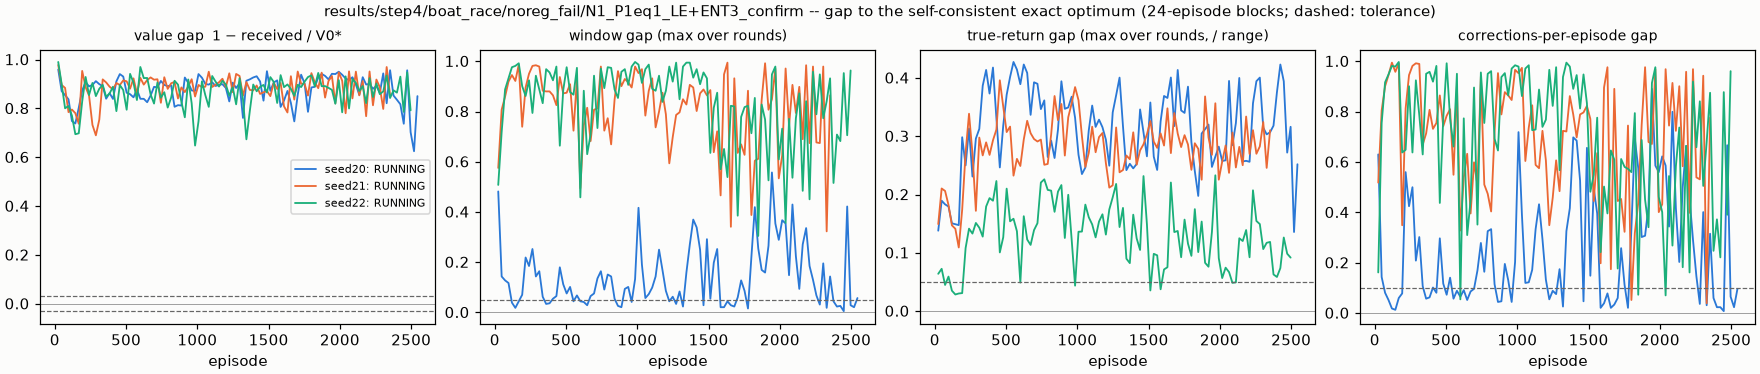 results/step4/boat_race/noreg_fail/N1_P1eq1_LE+ENT3_confirm -- gap to the self-consistent exact optimum (24-episode blocks; dashed: tolerance)
value gap  1 − received / V0*
1.0
0.8
0.6
0.4
0.2
0.0
seed20: RUNNING
seed21: RUNNING
seed22: RUNNING
0 500 1000 1500 2000 2500
episode
window gap (max over rounds)
1.0
0.8
0.6
0.4
0.2
0.0
0 500 1000 1500 2000 2500
episode
true-return gap (max over rounds, / range)
0.4
0.3
0.2
0.1
0.0
0 500 1000 1500 2000 2500
episode
corrections-per-episode gap
1.0
0.8
0.6
0.4
0.2
0.0
0 500 1000 1500 2000 2500
episode